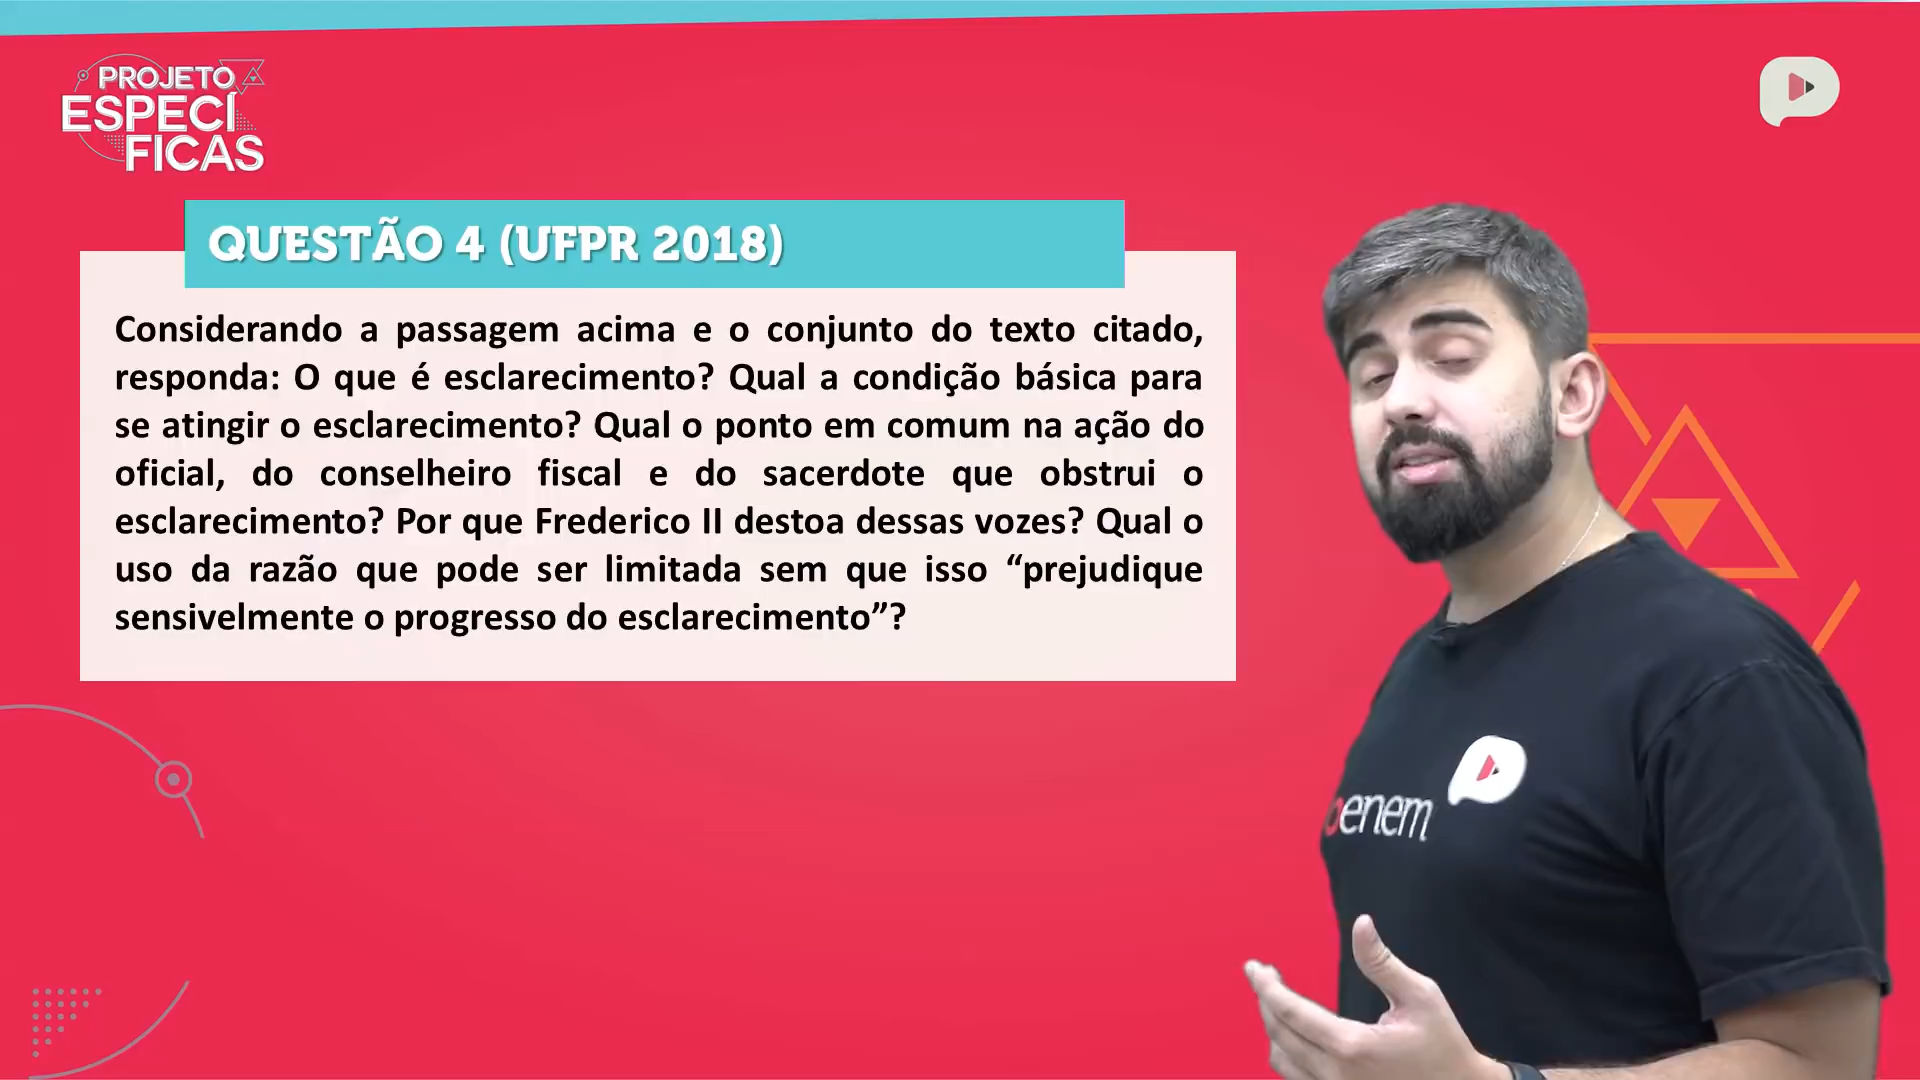 PROJETO
ESPECÍ
FICAS
QUESTÃO 4 (UFPR 2018)
Considerando a passagem acima e o conjunto do texto citado,
responda: O que é esclarecimento? Qual a condição básica para
se atingir o esclarecimento? Qual o ponto em comum na ação do
oficial, do conselheiro fiscal e do sacerdote que obstrui o
esclarecimento? Por que Frederico II destoa dessas vozes? Qual o
uso da razão que pode ser limitada sem que isso “prejudique
sensivelmente o progresso do esclarecimento”?
oenem